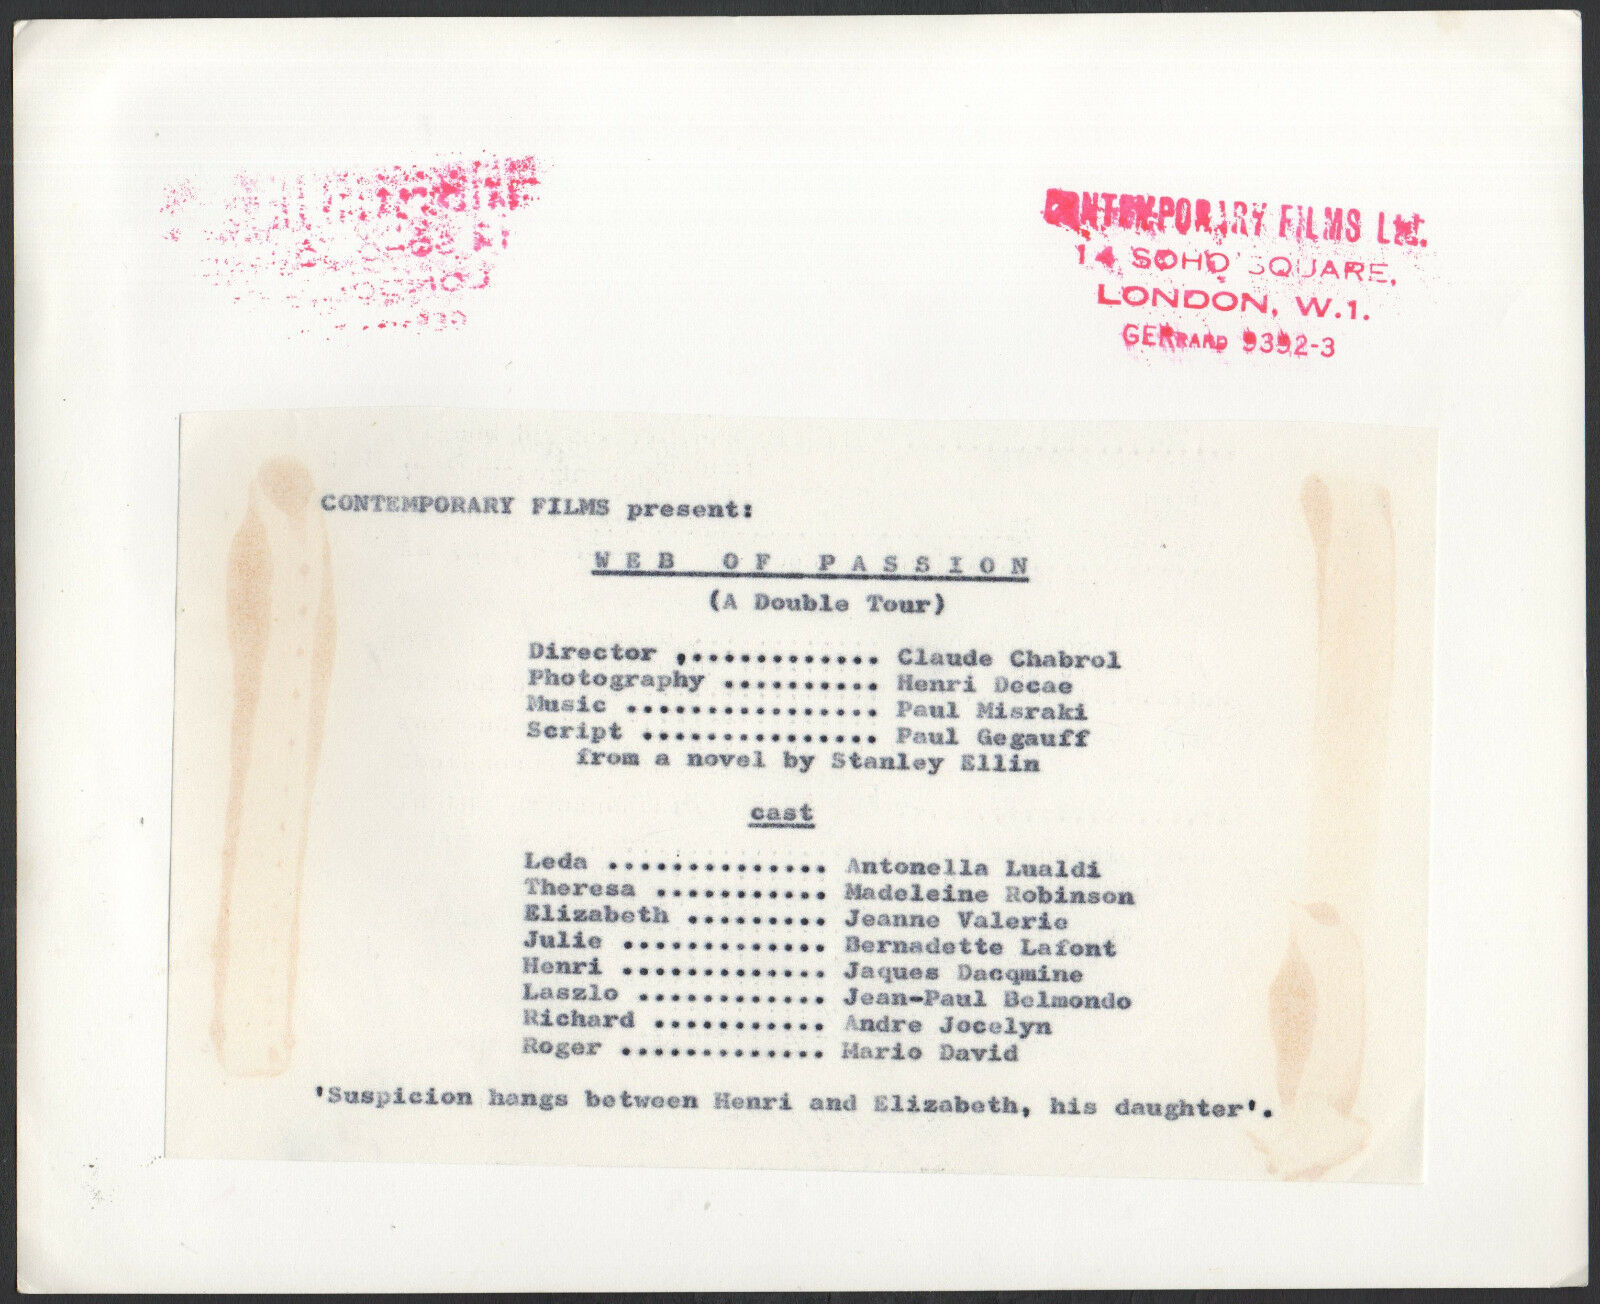 CONTEMPORARY FILMS Ltd.
14 SOHO SQUARE,
LONDON, W.1.
GERRARD 9392-3
CONTEMPORARY FILMS present:
WEB OF PASSION
(A Double Tour)
Director ,............ Claude Chabrol
Photography .......... Henri Decae
Music ................ Paul Misraki
Script ............... Paul Gegauff
from a novel by Stanley Ellin
cast
Leda .............. Antonella Lualdi
Theresa ........... Madeleine Robinson
Elizabeth ......... Jeanne Valerie
Julie ............. Bernadette Lafont
Henri ............. Jaques Dacqmine
Laszlo ............ Jean-Paul Belmondo
Richard ........... Andre Jocelyn
Roger ............. Mario David
'Suspicion hangs between Henri and Elizabeth, his daughter'.